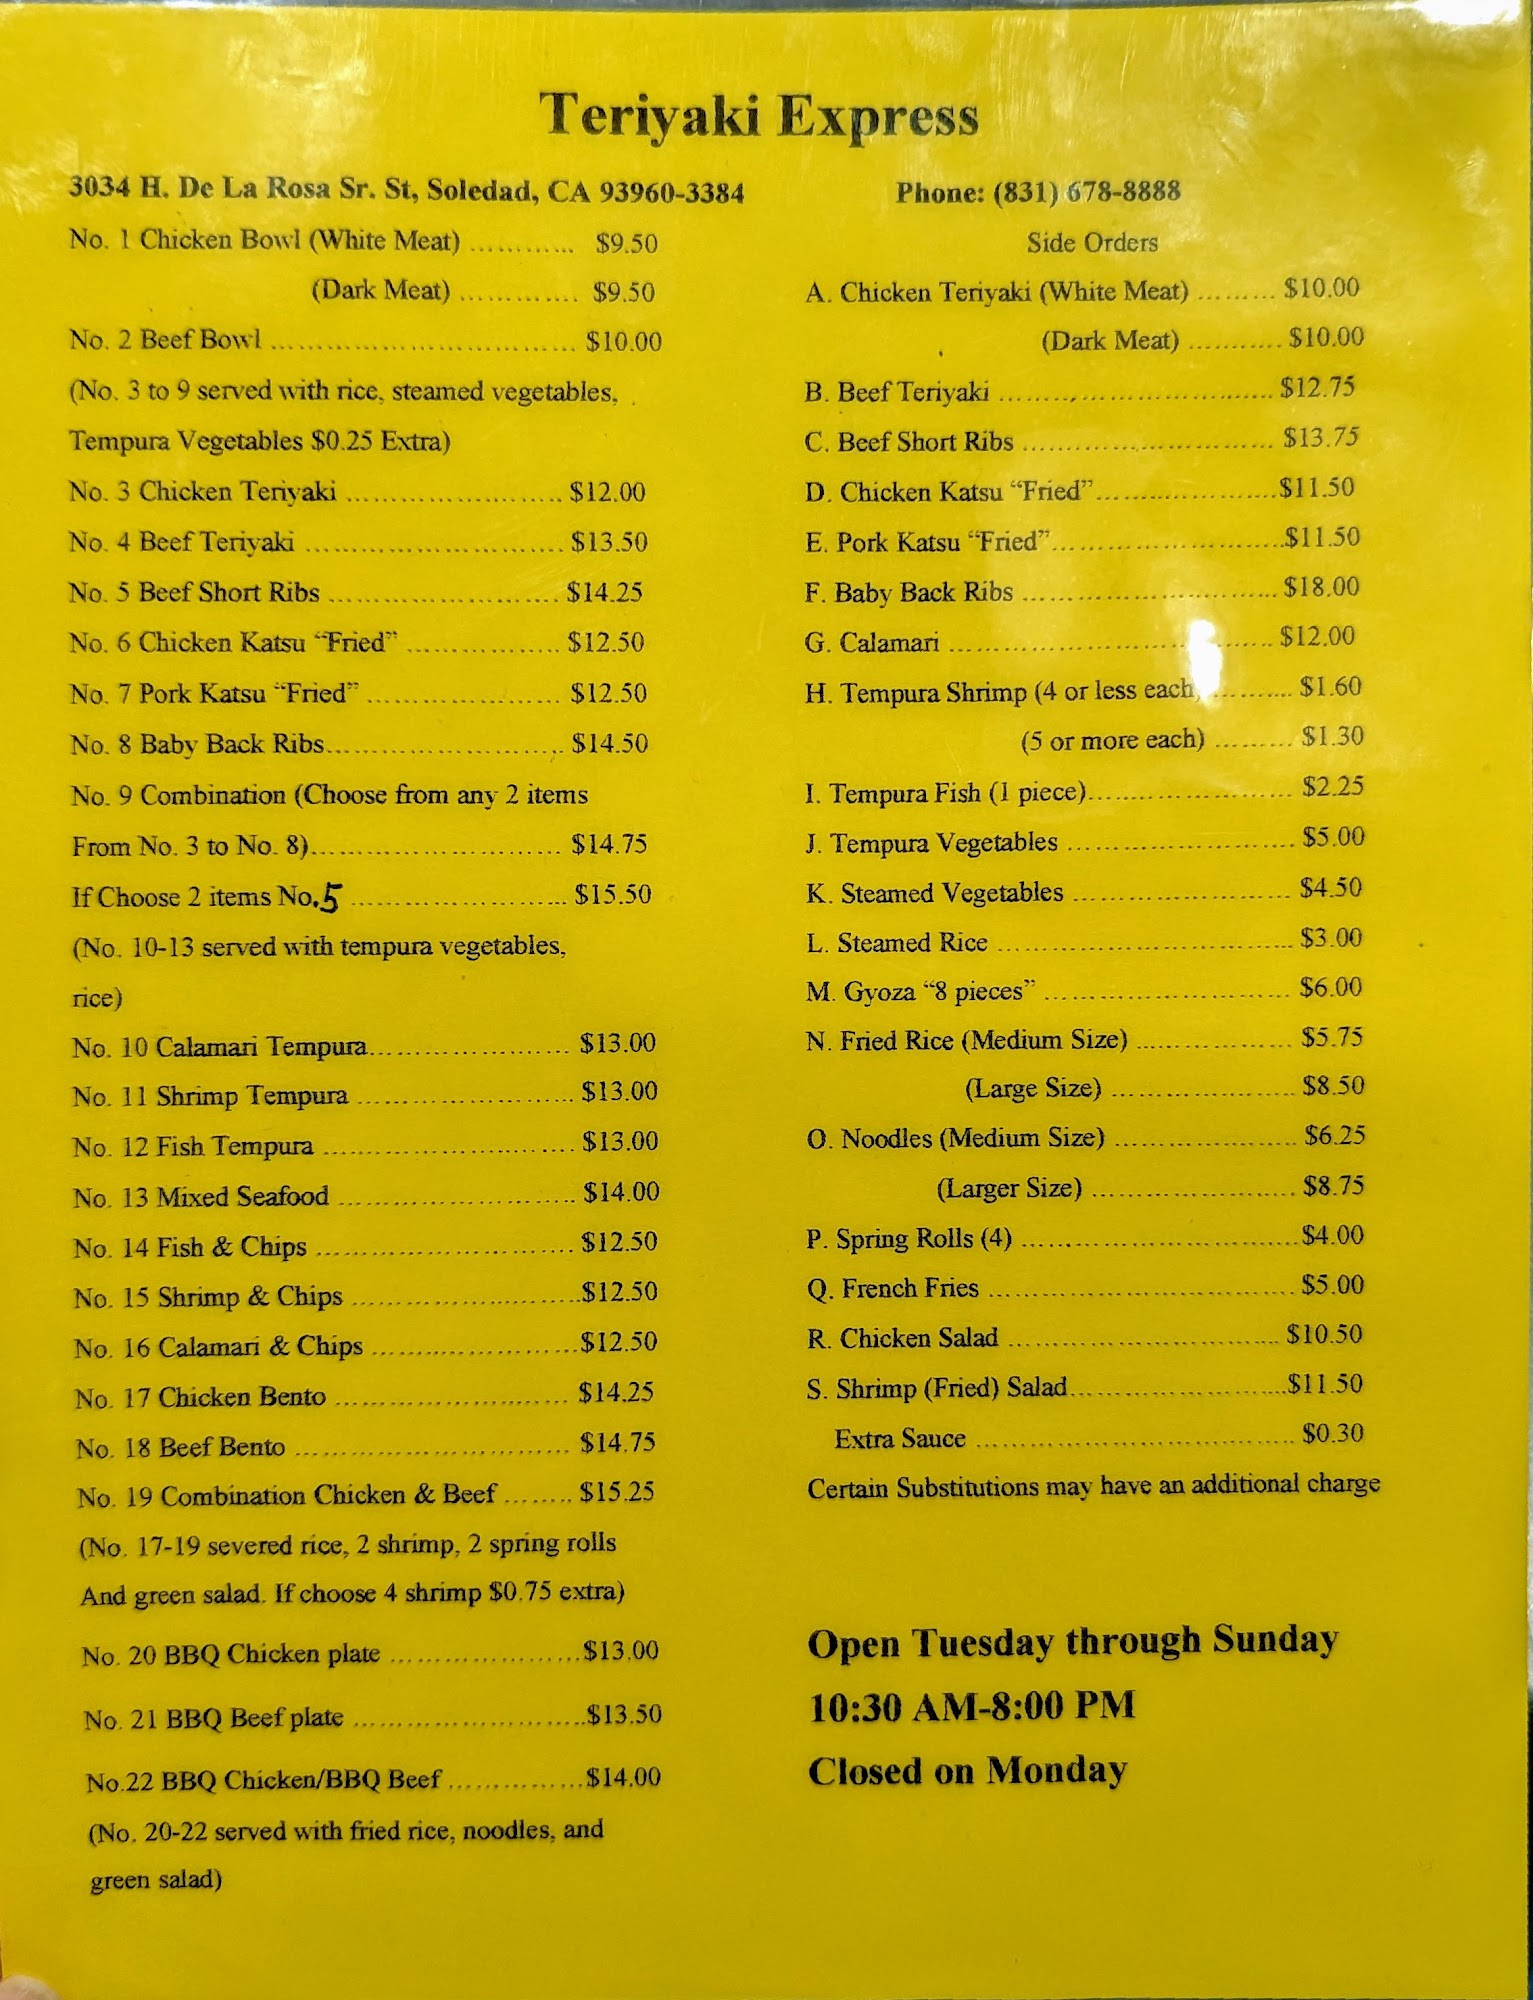 Teriyaki Express
3034 H. De La Rosa Sr. St, Soledad, CA 93960-3384
Phone: (831) 678-8888
No. 1 Chicken Bowl (White Meat) ............ $9.50
(Dark Meat) ............. $9.50
No. 2 Beef Bowl .................................. $10.00
(No. 3 to 9 served with rice, steamed vegetables,
Tempura Vegetables $0.25 Extra)
No. 3 Chicken Teriyaki ........................ $12.00
No. 4 Beef Teriyaki ............................. $13.50
No. 5 Beef Short Ribs .......................... $14.25
No. 6 Chicken Katsu “Fried” ................. $12.50
No. 7 Pork Katsu “Fried” ...................... $12.50
No. 8 Baby Back Ribs.......................... $14.50
No. 9 Combination (Choose from any 2 items
From No. 3 to No. 8)............................ $14.75
If Choose 2 items No.5 ........................ $15.50
(No. 10-13 served with tempura vegetables,
rice)
No. 10 Calamari Tempura...................... $13.00
No. 11 Shrimp Tempura ........................ $13.00
No. 12 Fish Tempura ............................ $13.00
No. 13 Mixed Seafood .......................... $14.00
No. 14 Fish & Chips ............................. $12.50
No. 15 Shrimp & Chips .........................$12.50
No. 16 Calamari & Chips .......................$12.50
No. 17 Chicken Bento .......................... $14.25
No. 18 Beef Bento ............................... $14.75
No. 19 Combination Chicken & Beef ........ $15.25
(No. 17-19 severed rice, 2 shrimp, 2 spring rolls
And green salad. If choose 4 shrimp $0.75 extra)
No. 20 BBQ Chicken plate .....................$13.00
No. 21 BBQ Beef plate ..........................$13.50
No.22 BBQ Chicken/BBQ Beef ...............$14.00
(No. 20-22 served with fried rice, noodles, and
green salad)
Side Orders
A. Chicken Teriyaki (White Meat) ......... $10.00
(Dark Meat) ........... $10.00
B. Beef Teriyaki ............................... $12.75
C. Beef Short Ribs ............................ $13.75
D. Chicken Katsu “Fried”....................$11.50
E. Pork Katsu “Fried”..........................$11.50
F. Baby Back Ribs ............................. $18.00
G. Calamari .................................... $12.00
H. Tempura Shrimp (4 or less each) .......... $1.60
(5 or more each) ......... $1.30
I. Tempura Fish (1 piece)....................... $2.25
J. Tempura Vegetables .......................... $5.00
K. Steamed Vegetables ......................... $4.50
L. Steamed Rice ................................. $3.00
M. Gyoza “8 pieces” ............................ $6.00
N. Fried Rice (Medium Size) .................. $5.75
(Large Size) ..................... $8.50
O. Noodles (Medium Size) .................... $6.25
(Larger Size) ....................... $8.75
P. Spring Rolls (4) ...............................$4.00
Q. French Fries .................................. $5.00
R. Chicken Salad .............................. $10.50
S. Shrimp (Fried) Salad........................$11.50
Extra Sauce ................................... $0.30
Certain Substitutions may have an additional charge
Open Tuesday through Sunday
10:30 AM-8:00 PM
Closed on Monday